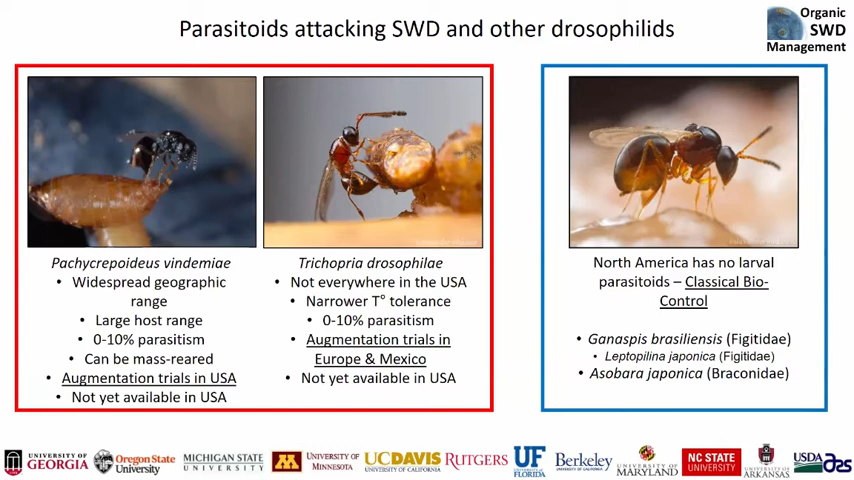 Parasitoids attacking SWD and other drosophilids
Organic
SWD
Management
Pachycrepoideus vindemiae
• Widespread geographic
range
• Large host range
• 0-10% parasitism
• Can be mass-reared
• Augmentation trials in USA
• Not yet available in USA
Trichopria drosophilae
• Not everywhere in the USA
• Narrower T° tolerance
• 0-10% parasitism
• Augmentation trials in
Europe & Mexico
• Not yet available in USA
North America has no larval
parasitoids – Classical Bio-
Control
• Ganaspis brasiliensis (Figitidae)
• Leptopilina japonica (Figitidae)
• Asobara japonica (Braconidae)
UNIVERSITY OF
GEORGIA
Oregon State
University
MICHIGAN STATE
UNIVERSITY
M
UNIVERSITY OF
MINNESOTA
UCDAVIS
UNIVERSITY OF CALIFORNIA
RUTGERS
UF
UNIVERSITY of
FLORIDA
Berkeley
UNIVERSITY OF CALIFORNIA
UNIVERSITY OF
MARYLAND
NC STATE
UNIVERSITY
UNIVERSITY OF
ARKANSAS
USDA
ars